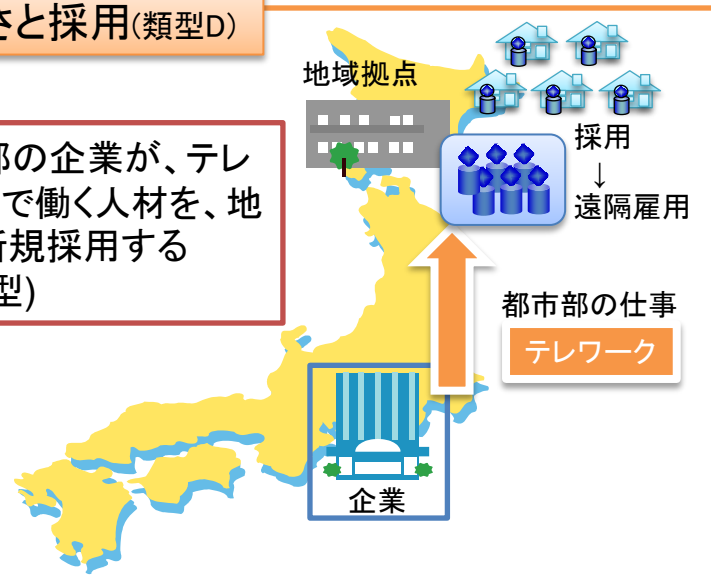 さと採用(類型D)
地域拠点
部の企業が、テレ
で働く人材を、地
新規採用する
型)
採用
↓
遠隔雇用
都市部の仕事
テレワーク
企業